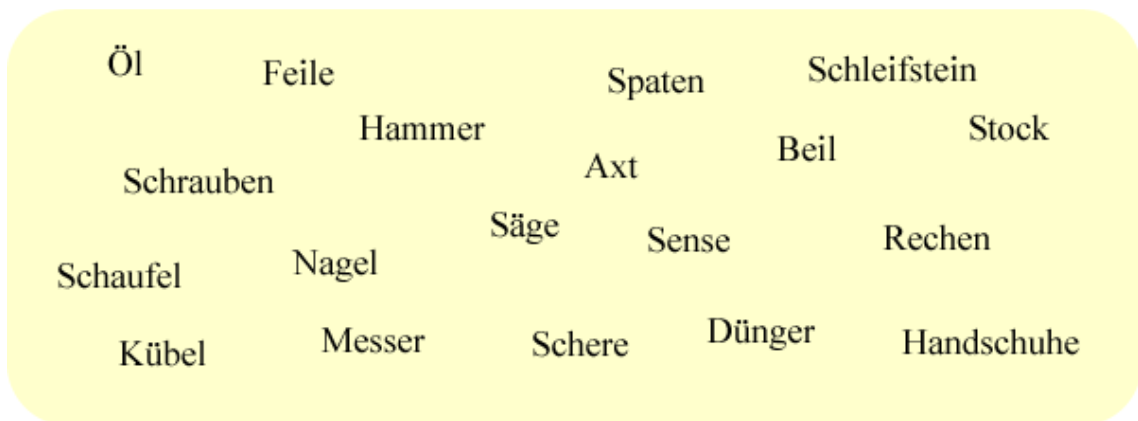 Öl
Feile
Spaten
Schleifstein
Hammer
Stock
Beil
Axt
Schrauben
Säge
Sense
Rechen
Nagel
Schaufel
Dünger
Messer
Schere
Handschuhe
Kübel